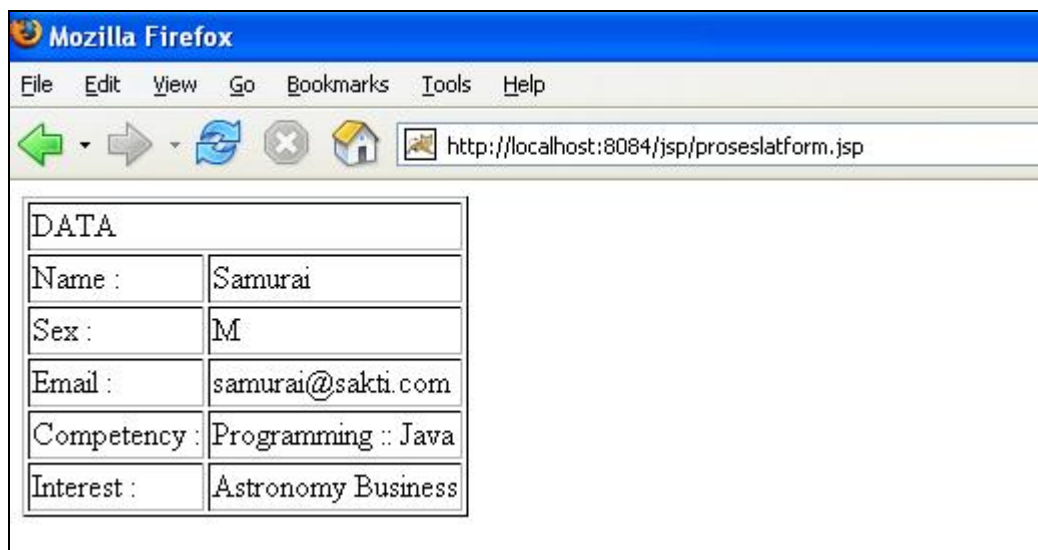 Mozilla Firefox
File Edit View Go Bookmarks Tools Help
http://localhost:8084/jsp/proseslatform.jsp
DATA
Name : Samurai
Sex : M
Email : samurai@sakti.com
Competency : Programming :: Java
Interest : Astronomy Business